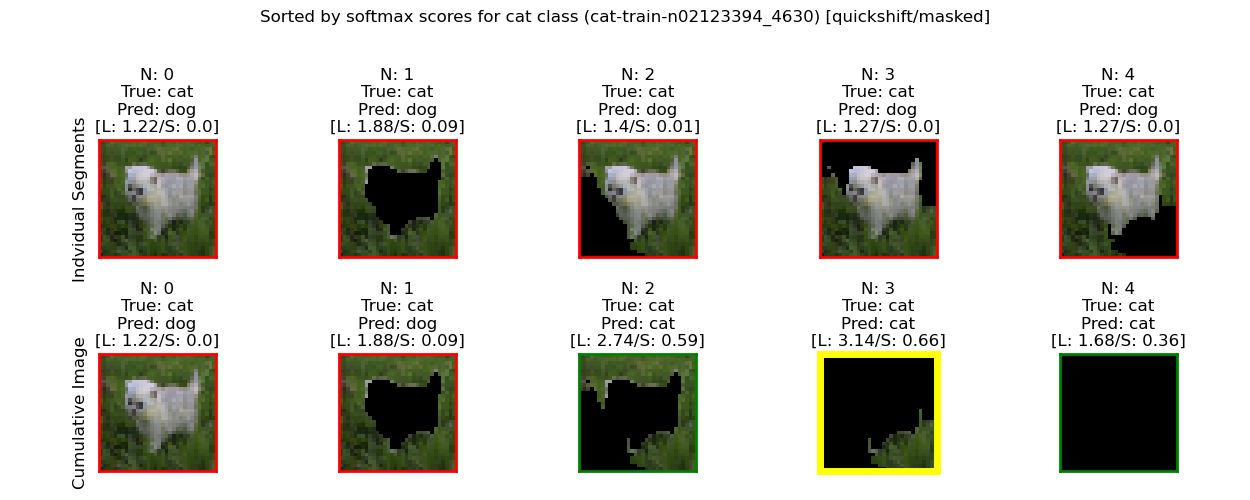 Sorted by softmax scores for cat class (cat-train-n02123394_4630) [quickshift/masked]
Indvidual Segments
N: 0
True: cat
Pred: dog
[L: 1.22/S: 0.0]
N: 1
True: cat
Pred: dog
[L: 1.88/S: 0.09]
N: 2
True: cat
Pred: dog
[L: 1.4/S: 0.01]
N: 3
True: cat
Pred: dog
[L: 1.27/S: 0.0]
N: 4
True: cat
Pred: dog
[L: 1.27/S: 0.0]
Cumulative Image
N: 0
True: cat
Pred: dog
[L: 1.22/S: 0.0]
N: 1
True: cat
Pred: dog
[L: 1.88/S: 0.09]
N: 2
True: cat
Pred: cat
[L: 2.74/S: 0.59]
N: 3
True: cat
Pred: cat
[L: 3.14/S: 0.66]
N: 4
True: cat
Pred: cat
[L: 1.68/S: 0.36]